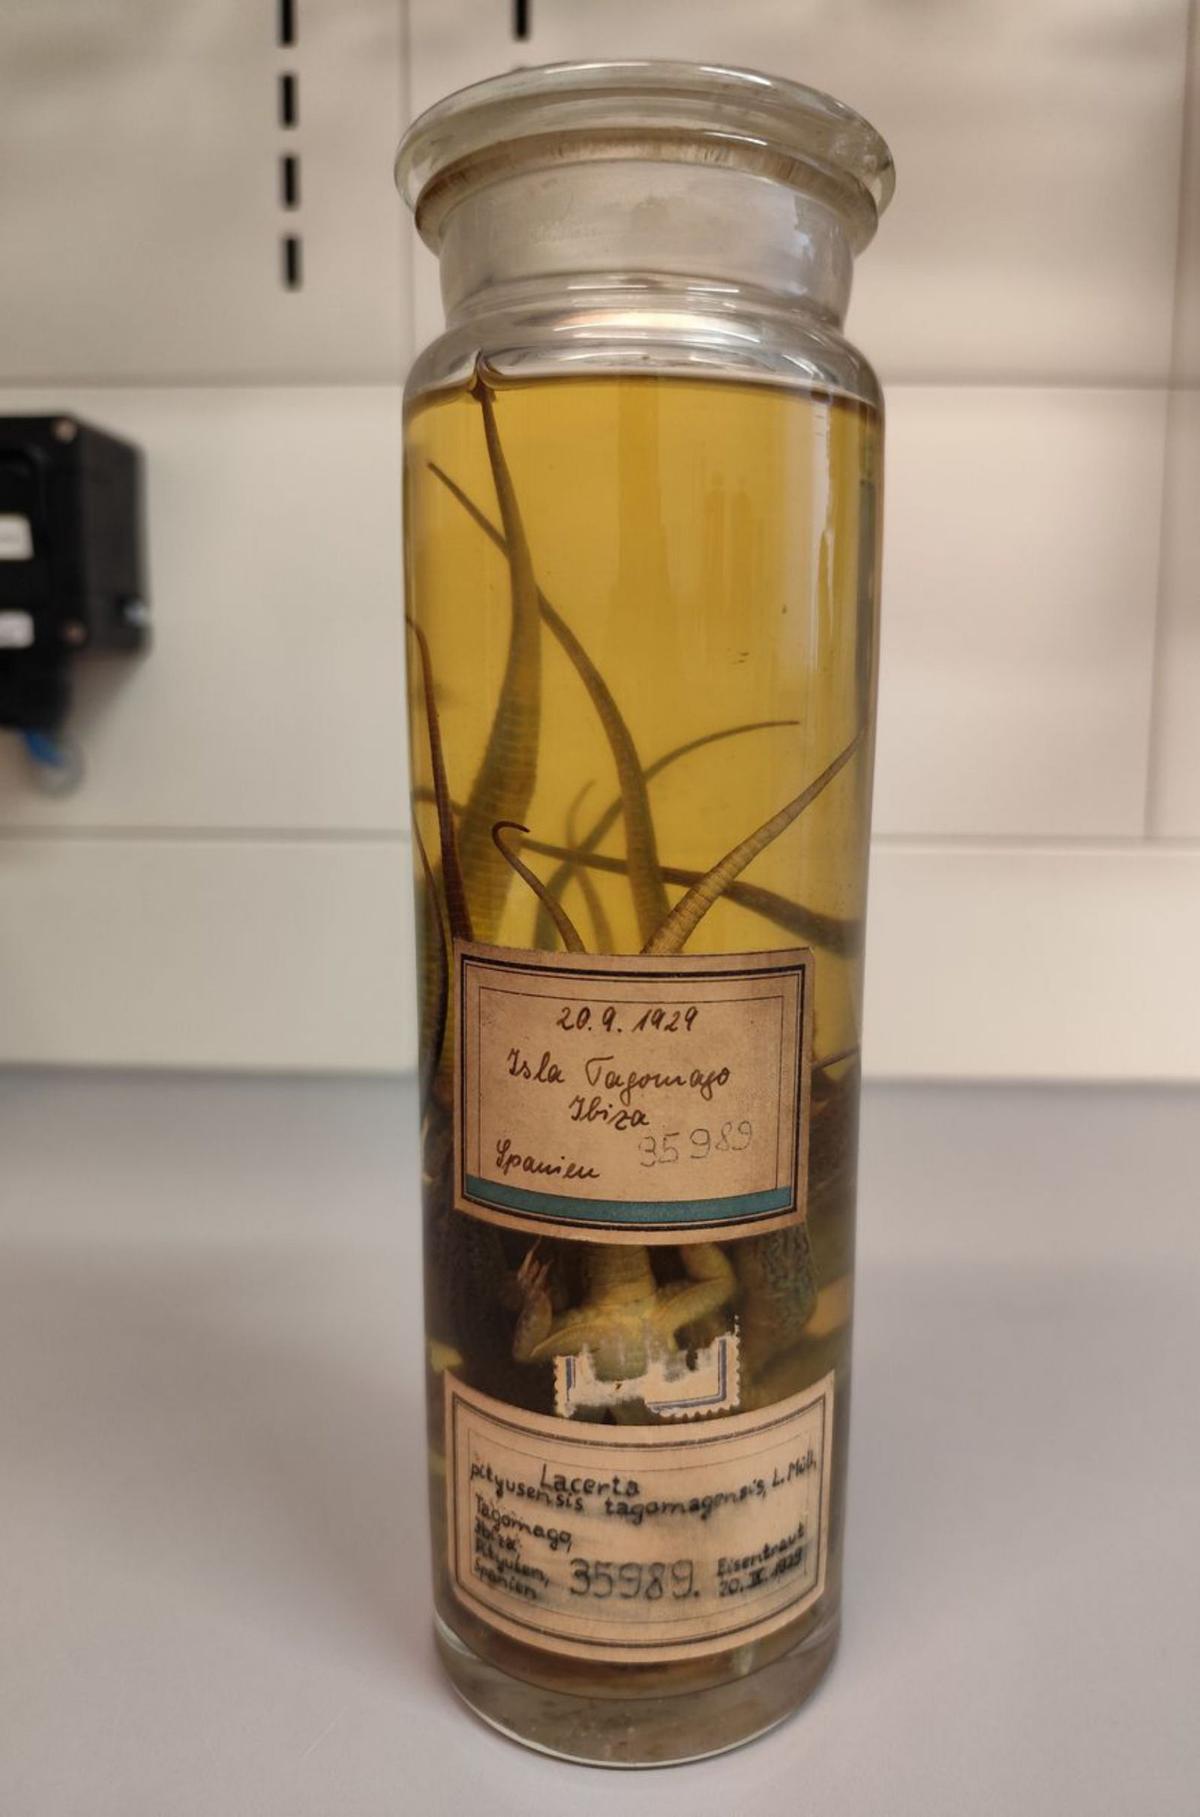 20.9.1929
Isla Tagomago
Ibiza
35989
Spanien
Lacerta
pityusensis tagomagensis, L. Müll,
Tagomago,
Ibiza
Pityusen,
Spanien
35989.
Eisentraut
20. IX. 1929